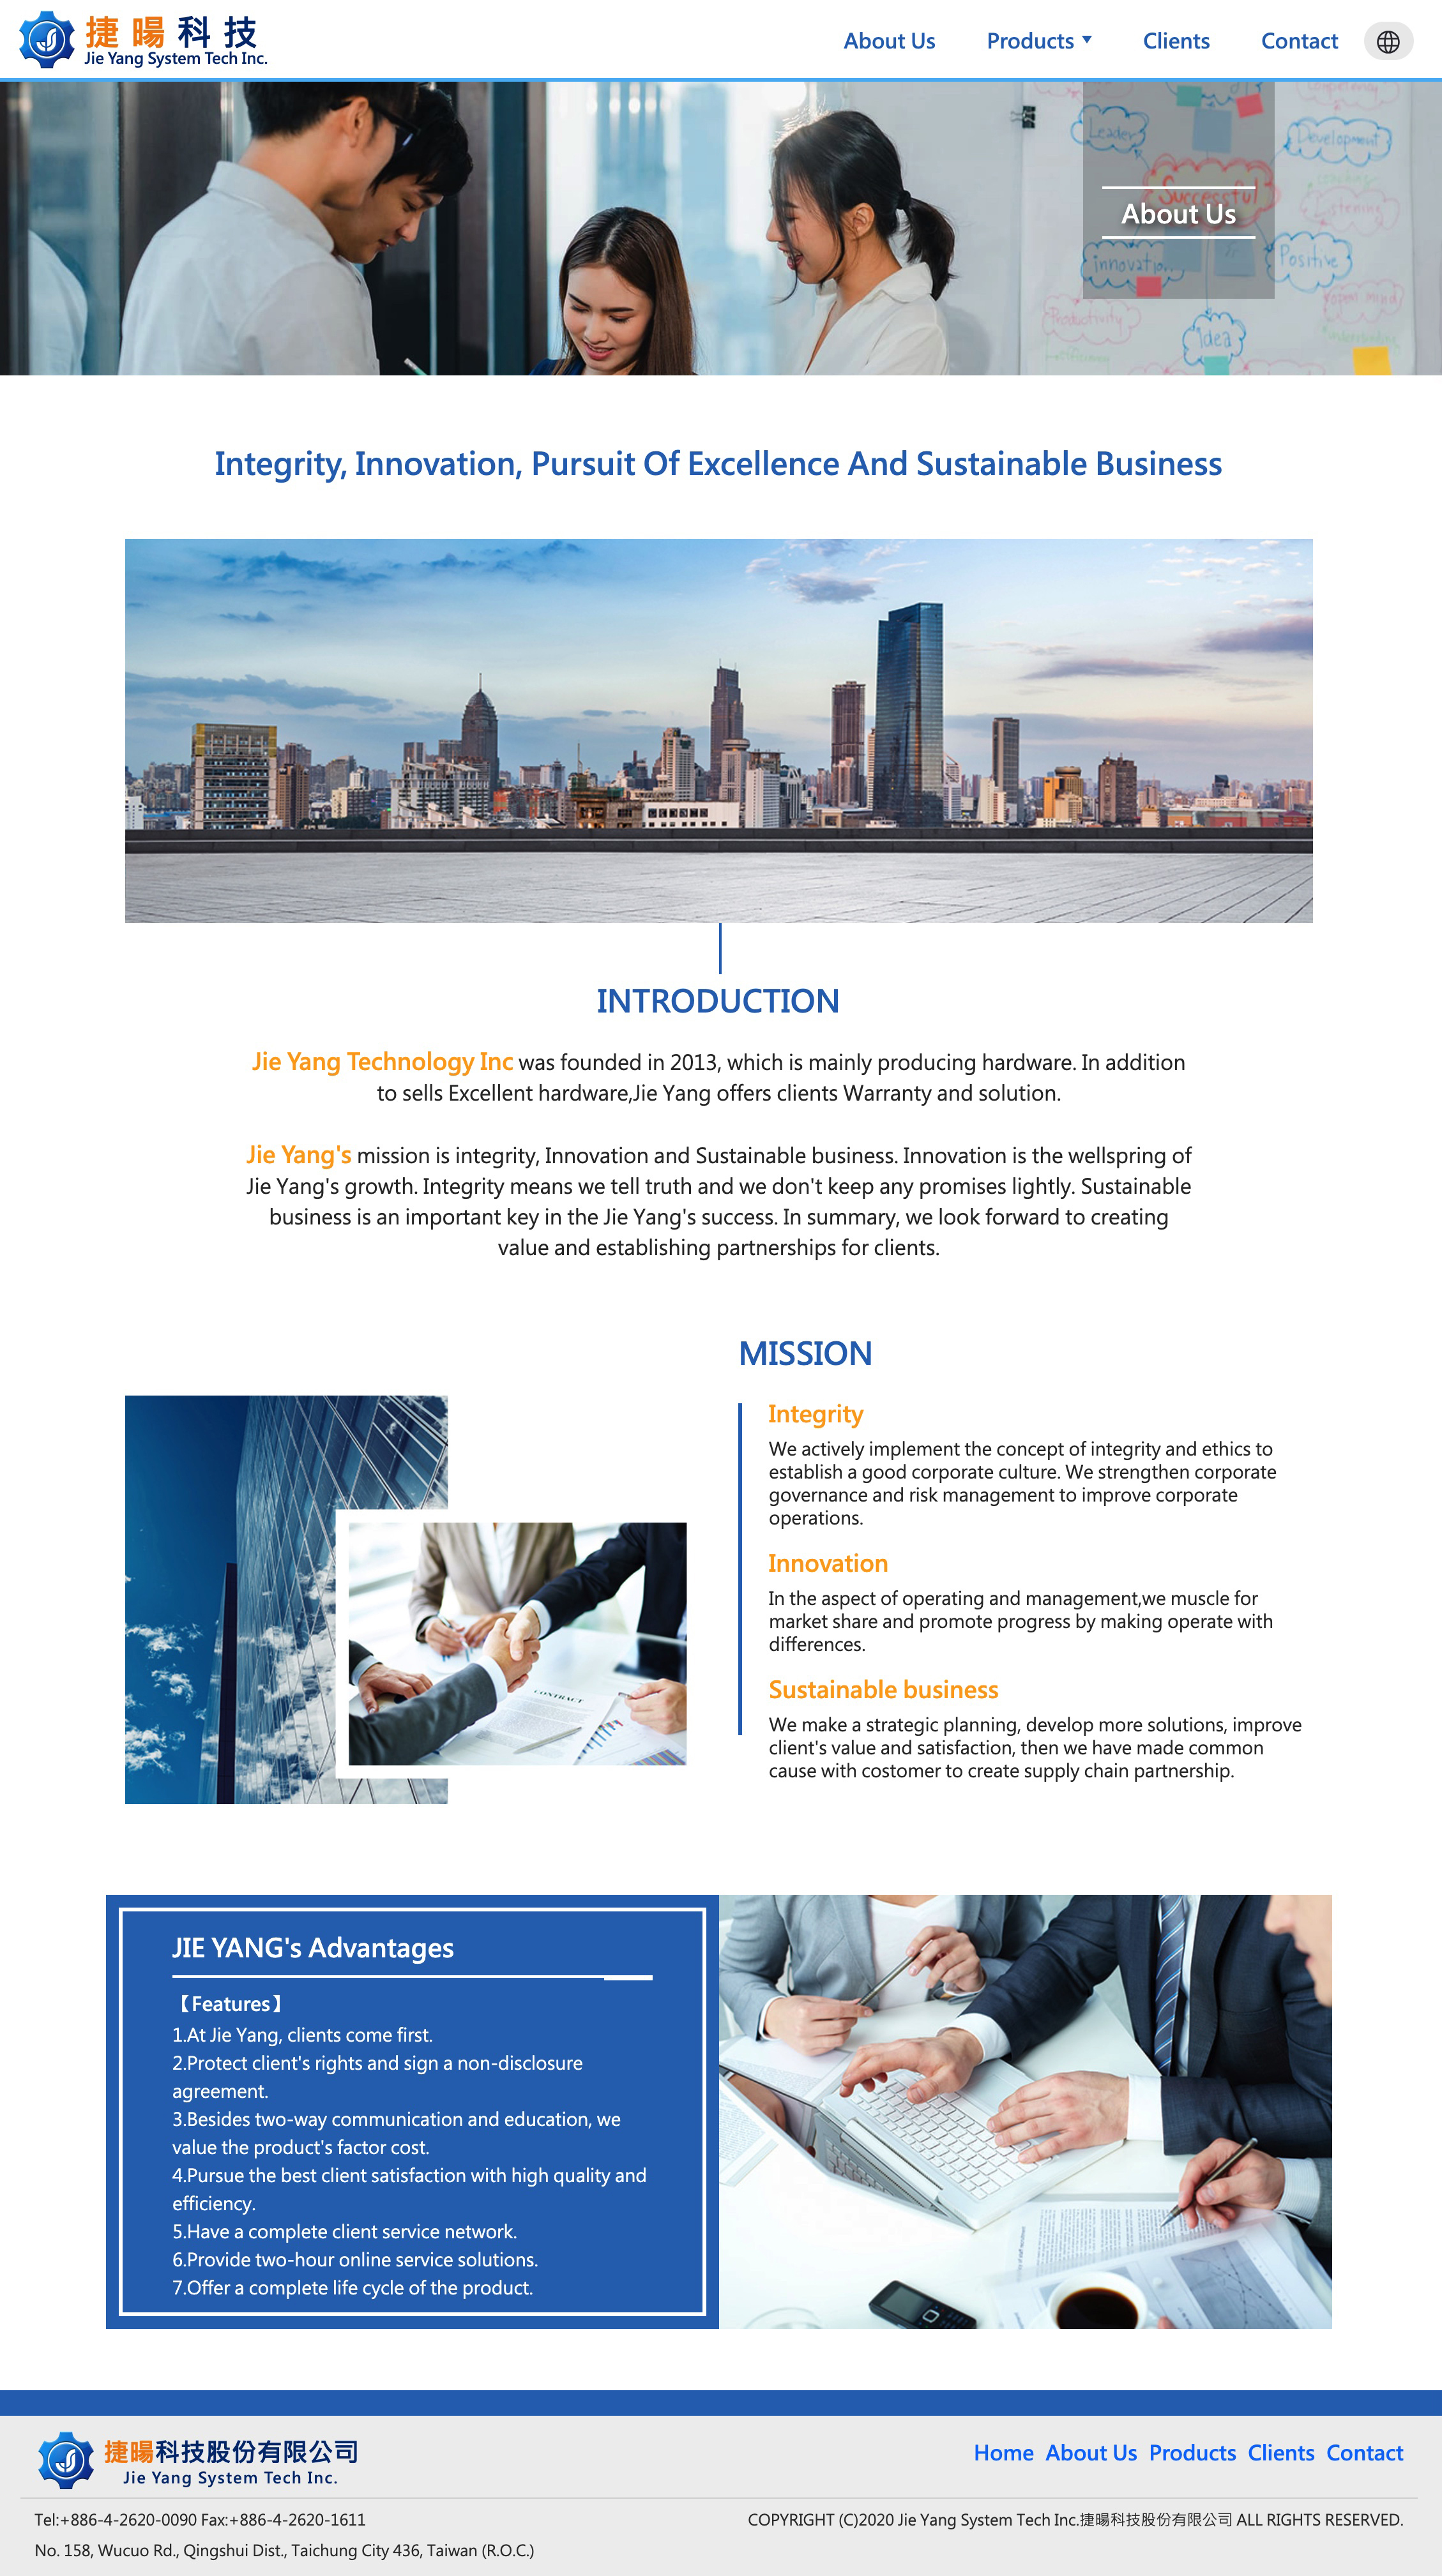 捷暘科技
Jie Yang System Tech Inc.
About Us
Products ▼
Clients
Contact
Leader
Development
Successful
Listening
innovation
Positive
Productivity
Idea
efficiency
About Us
Integrity, Innovation, Pursuit Of Excellence And Sustainable Business
INTRODUCTION
Jie Yang Technology Inc was founded in 2013, which is mainly producing hardware. In addition
to sells Excellent hardware,Jie Yang offers clients Warranty and solution.
Jie Yang's mission is integrity, Innovation and Sustainable business. Innovation is the wellspring of
Jie Yang's growth. Integrity means we tell truth and we don't keep any promises lightly. Sustainable
business is an important key in the Jie Yang's success. In summary, we look forward to creating
value and establishing partnerships for clients.
MISSION
Integrity
We actively implement the concept of integrity and ethics to
establish a good corporate culture. We strengthen corporate
governance and risk management to improve corporate
operations.
Innovation
In the aspect of operating and management,we muscle for
market share and promote progress by making operate with
differences.
Sustainable business
We make a strategic planning, develop more solutions, improve
client's value and satisfaction, then we have made common
cause with costomer to create supply chain partnership.
CONTRACT
JIE YANG's Advantages
【Features】
1.At Jie Yang, clients come first.
2.Protect client's rights and sign a non-disclosure
agreement.
3.Besides two-way communication and education, we
value the product's factor cost.
4.Pursue the best client satisfaction with high quality and
efficiency.
5.Have a complete client service network.
6.Provide two-hour online service solutions.
7.Offer a complete life cycle of the product.
捷暘科技股份有限公司
Jie Yang System Tech Inc.
Home About Us Products Clients Contact
Tel:+886-4-2620-0090 Fax:+886-4-2620-1611
COPYRIGHT (C)2020 Jie Yang System Tech Inc.捷暘科技股份有限公司 ALL RIGHTS RESERVED.
No. 158, Wucuo Rd., Qingshui Dist., Taichung City 436, Taiwan (R.O.C.)